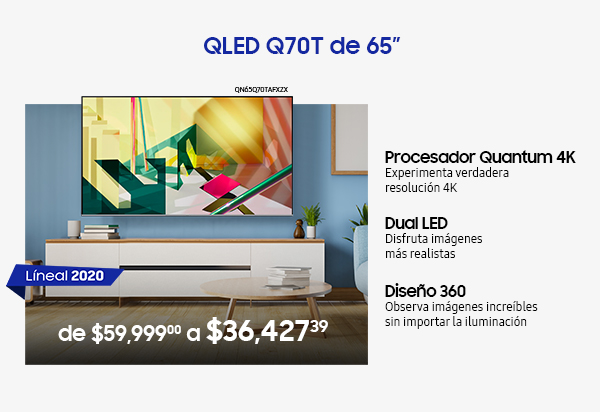 QLED Q70T de 65”
QN65Q70TAFXZX
Procesador Quantum 4K
Experimenta verdadera
resolución 4K
Dual LED
Disfruta imágenes
más realistas
Diseño 360
Observa imágenes increíbles
sin importar la iluminación
Líneal 2020
de $59,999⁰⁰ a $36,427³⁹